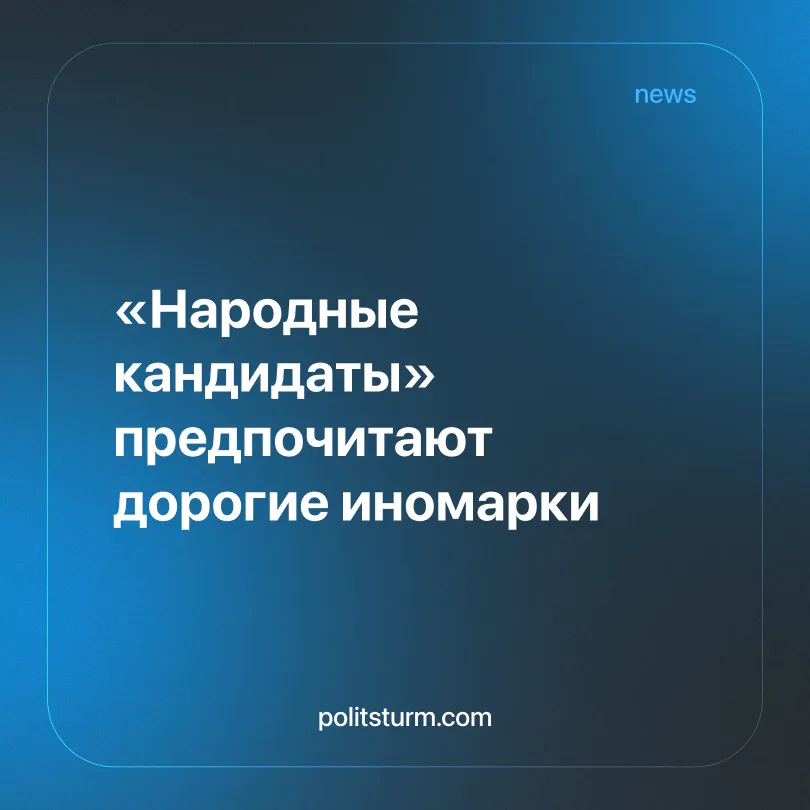 news
«Народные
кандидаты»
предпочитают
дорогие иномарки
politsturm.com